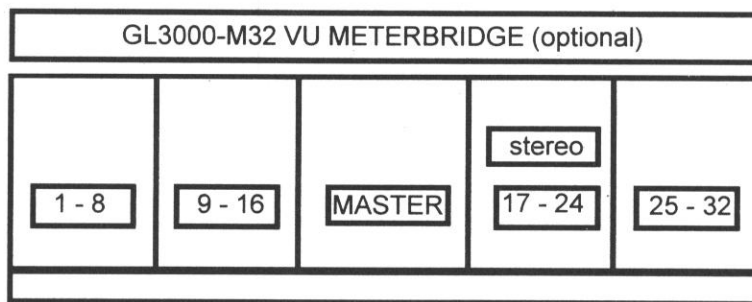 GL3000-M32 VU METERBRIDGE (optional)
stereo
1 - 8
9 - 16
MASTER
17 - 24
25 - 32